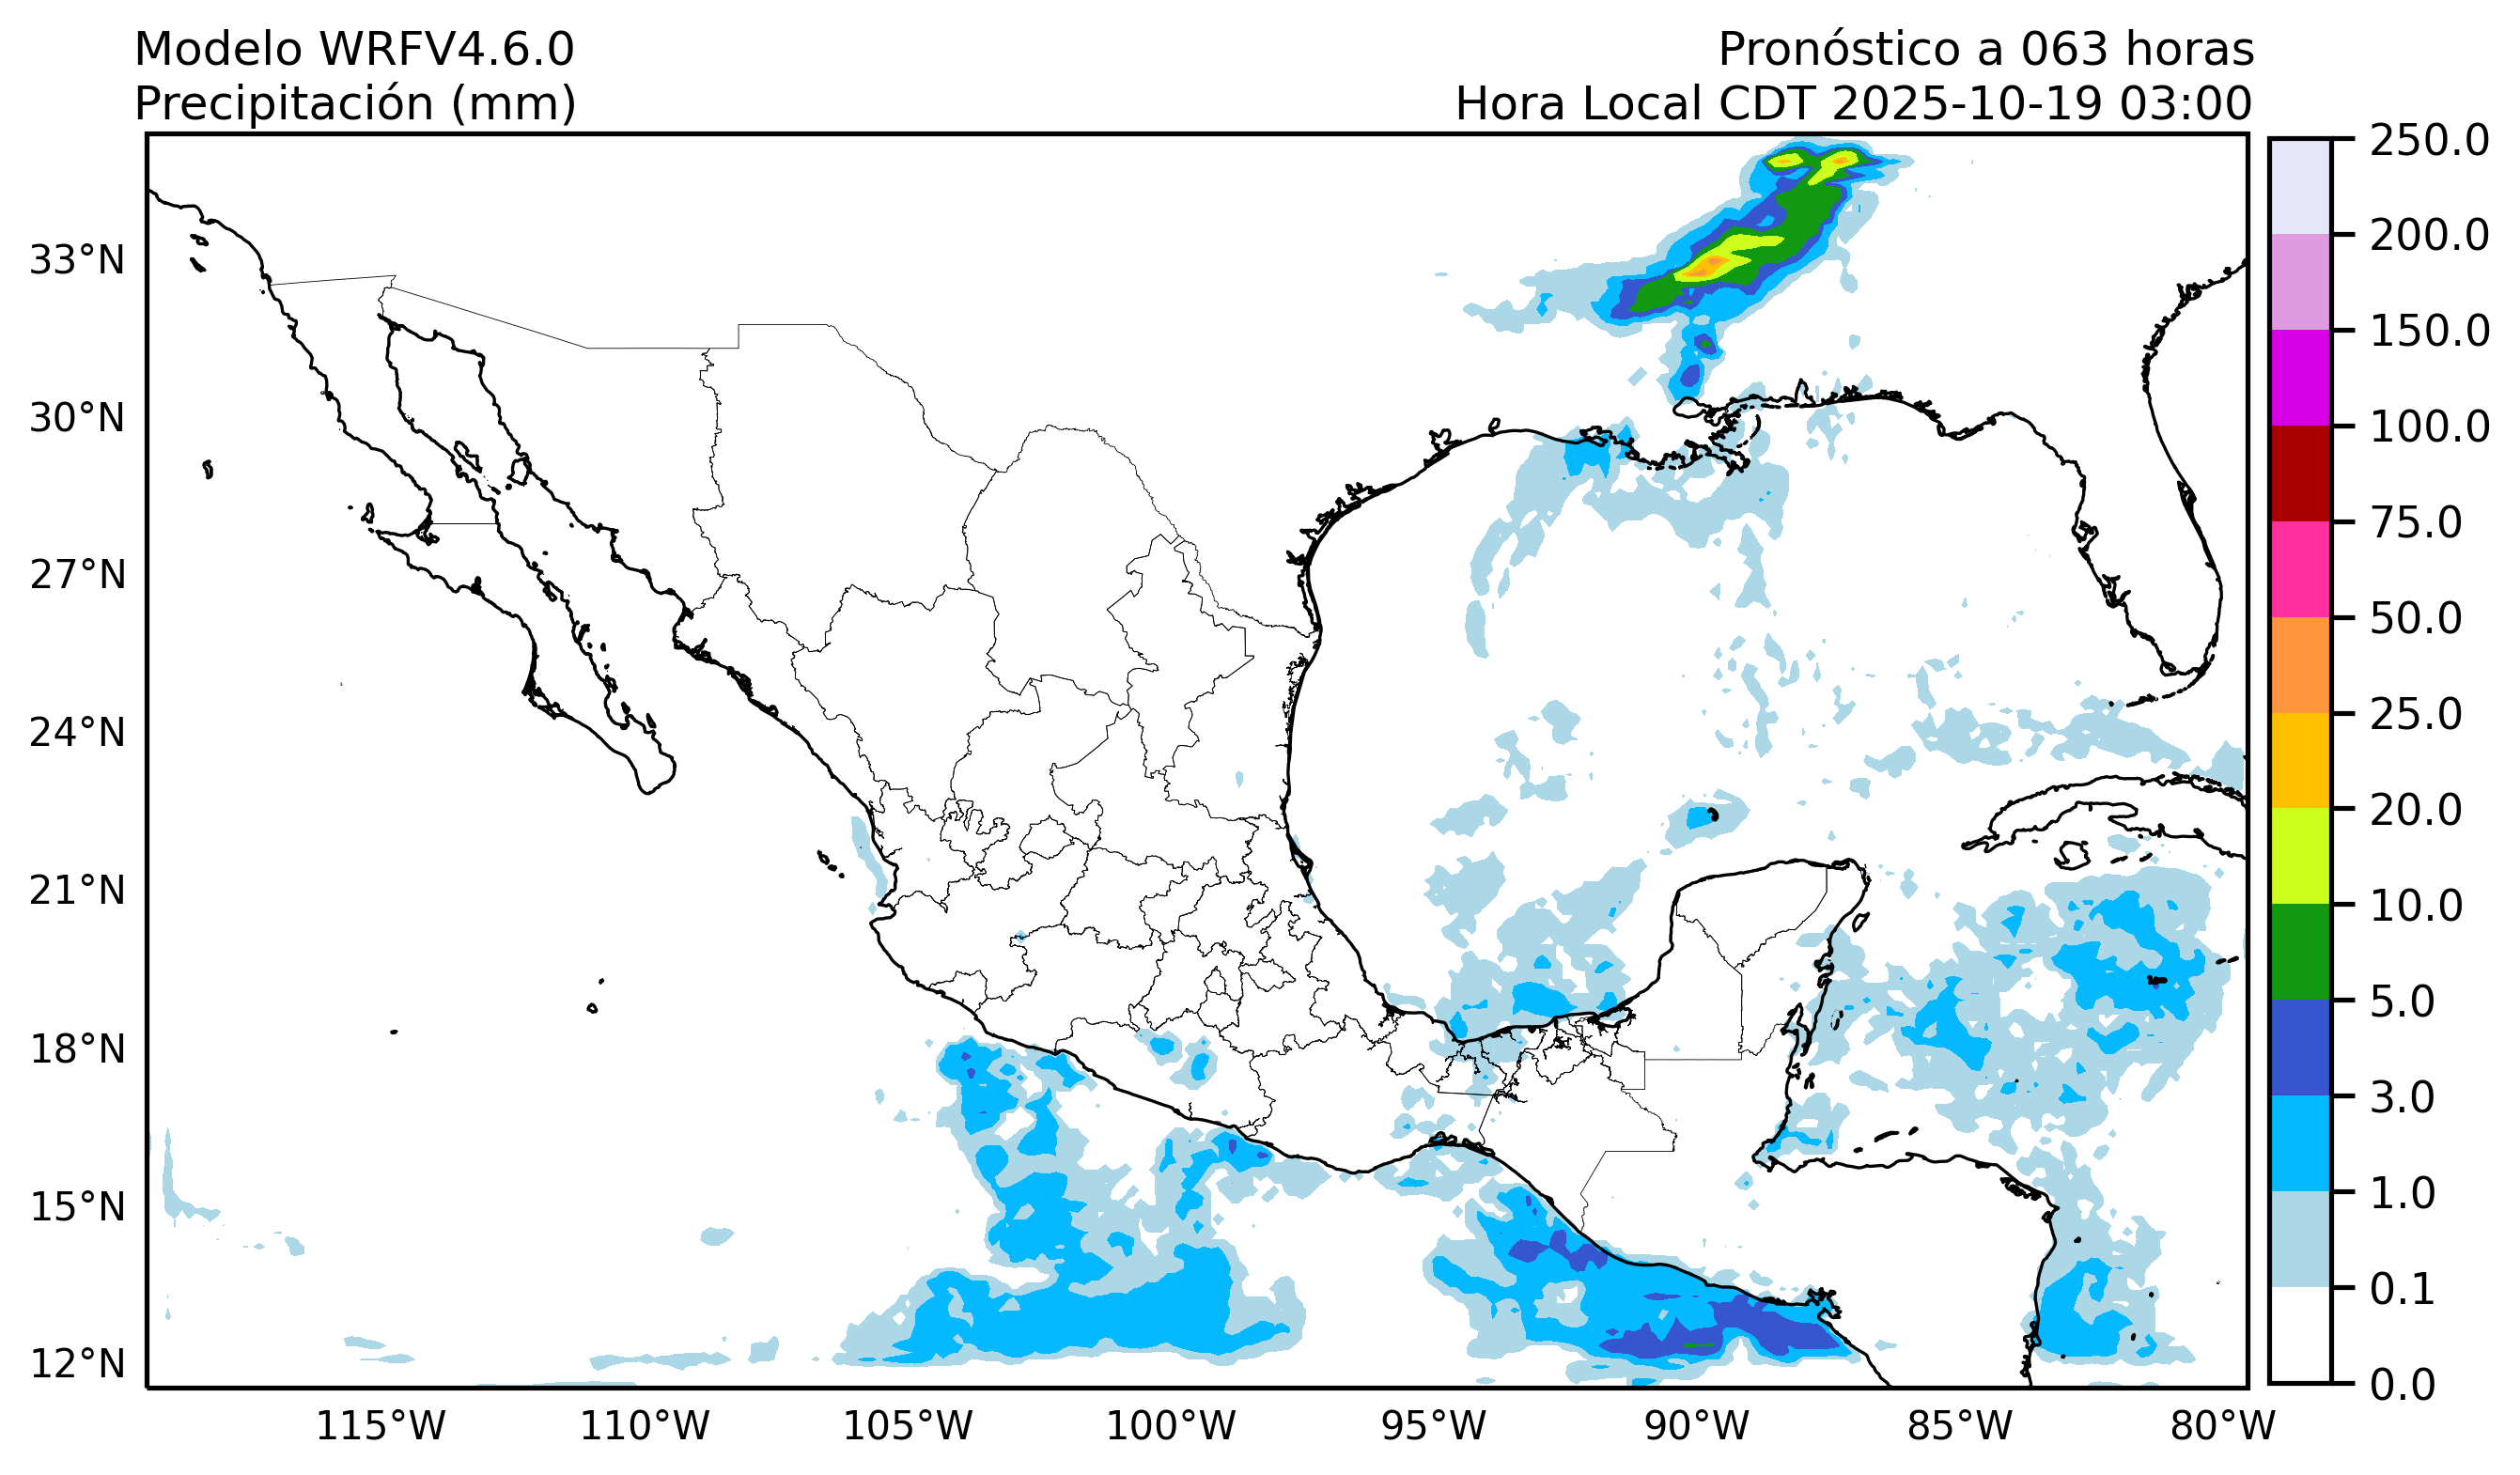 Modelo WRFV4.6.0
Precipitación (mm)
Pronóstico a 063 horas
Hora Local CDT 2025-10-19 03:00
33°N
30°N
27°N
24°N
21°N
18°N
15°N
12°N
115°W
110°W
105°W
100°W
95°W
90°W
85°W
80°W
250.0
200.0
150.0
100.0
75.0
50.0
25.0
20.0
10.0
5.0
3.0
1.0
0.1
0.0